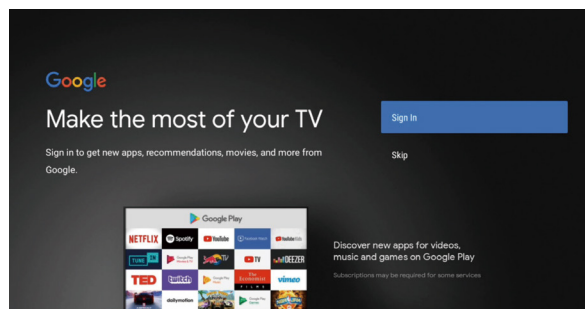 Google
Make the most of your TV
Sign in to get new apps, recommendations, movies, and more from
Google.
Sign In
Skip
Google Play
NETFLIX Spotify YouTube YouTube Kids
TV DEEZER
TED twitch The Economist FILMS vimeo
dailymotion
Discover new apps for videos,
music and games on Google Play
Subscriptions may be required for some services